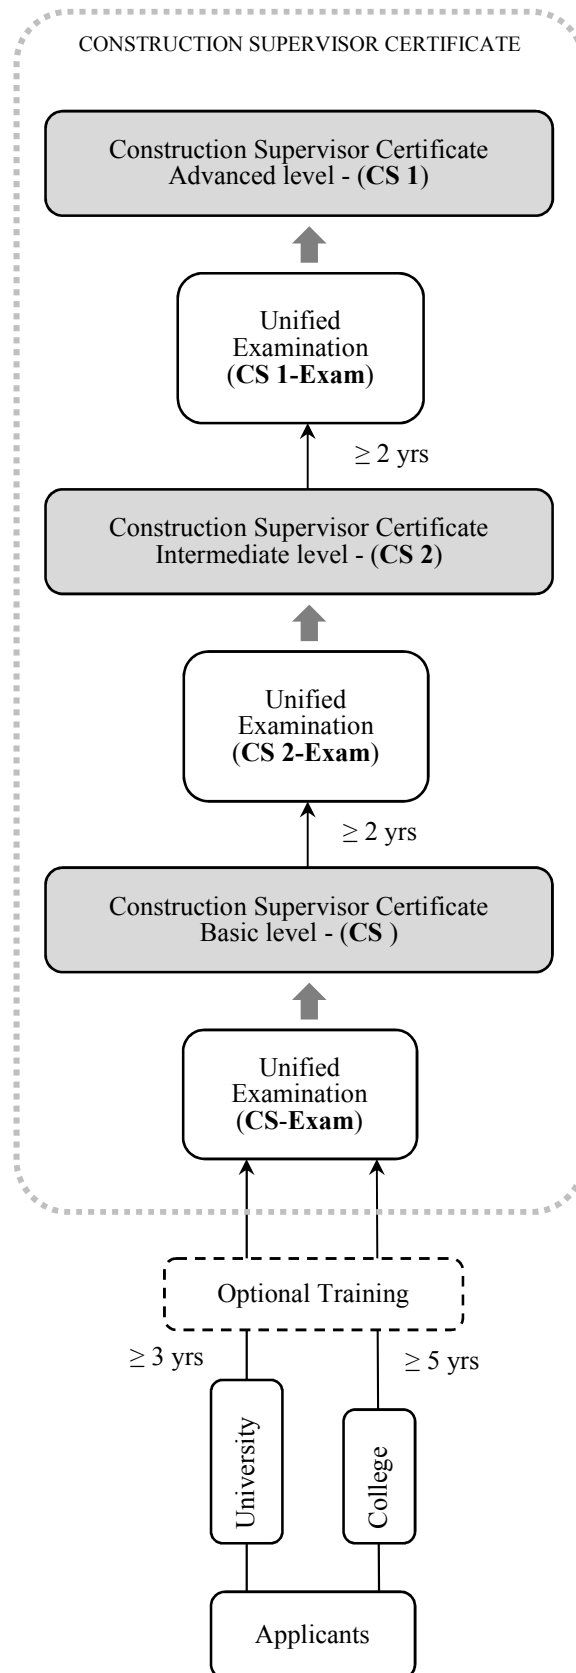 CONSTRUCTION SUPERVISOR CERTIFICATE
Construction Supervisor Certificate
Advanced level - (CS 1)
Unified
Examination
(CS 1-Exam)
≥ 2 yrs
Construction Supervisor Certificate
Intermediate level - (CS 2)
Unified
Examination
(CS 2-Exam)
≥ 2 yrs
Construction Supervisor Certificate
Basic level - (CS )
Unified
Examination
(CS-Exam)
Optional Training
≥ 3 yrs
≥ 5 yrs
University
College
Applicants